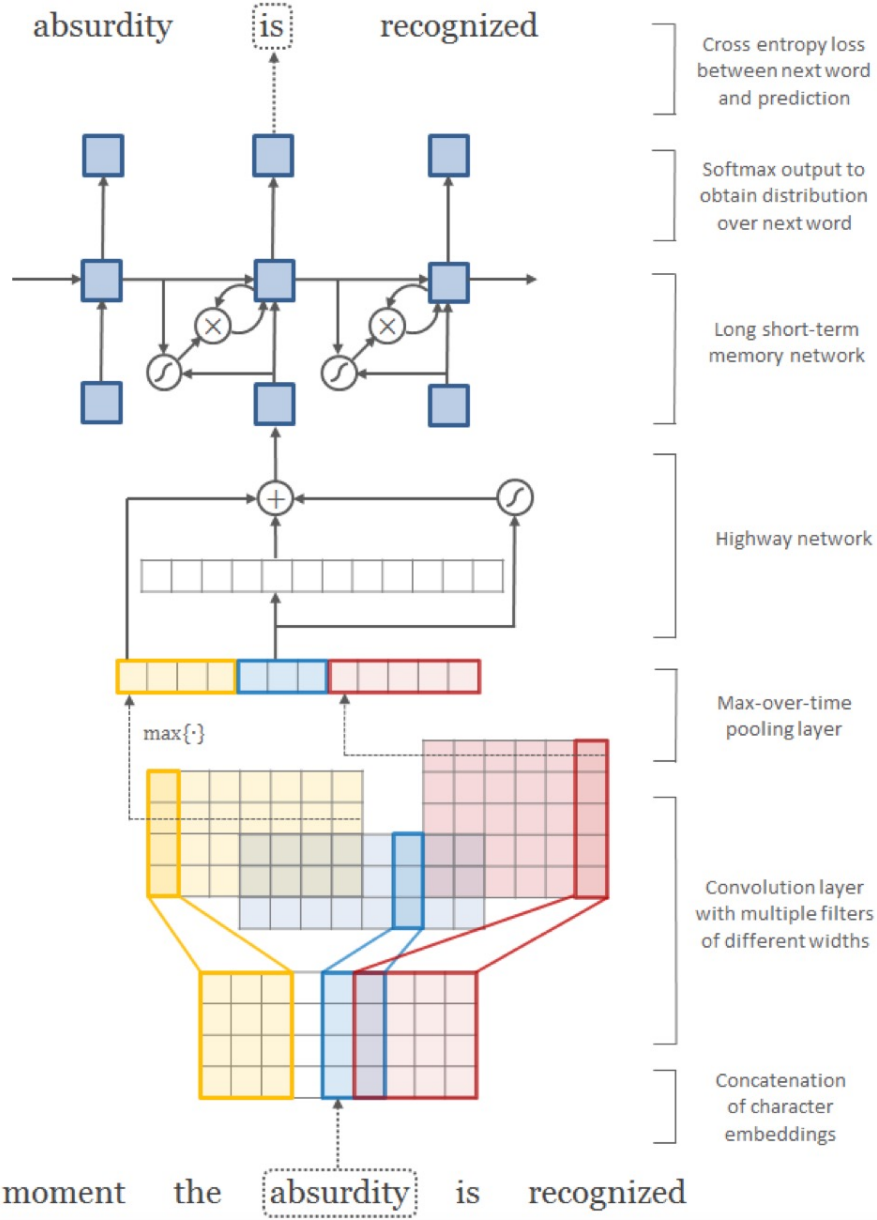 absurdity is recognized
Cross entropy loss
between next word
and prediction
Softmax output to
obtain distribution
over next word
Long short-term
memory network
Highway network
Max-over-time
pooling layer
max{·}
Convolution layer
with multiple filters
of different widths
Concatenation
of character
embeddings
moment the absurdity is recognized